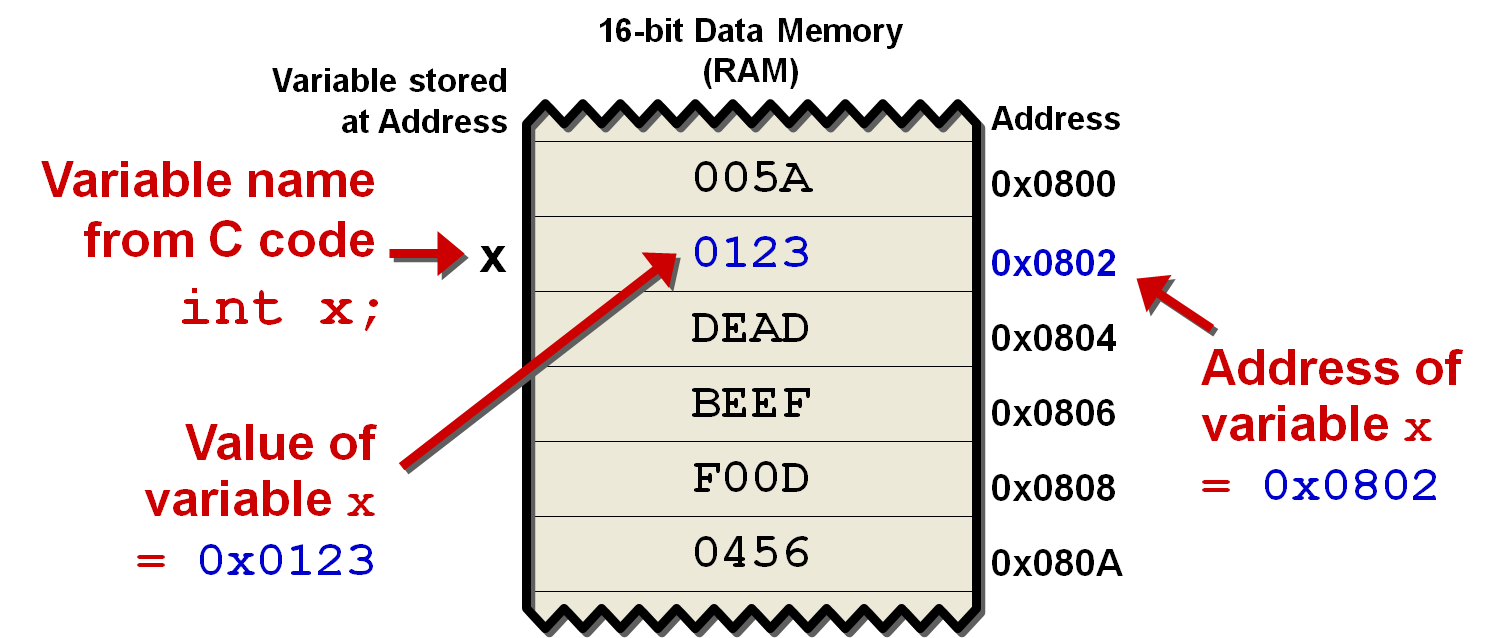 16-bit Data Memory
(RAM)
Variable stored
at Address
Address
Variable name
from C code
int x;
x
005A
0x0800
0123
0x0802
DEAD
0x0804
BEEF
0x0806
F00D
0x0808
0456
0x080A
Value of
variable x
= 0x0123
Address of
variable x
= 0x0802